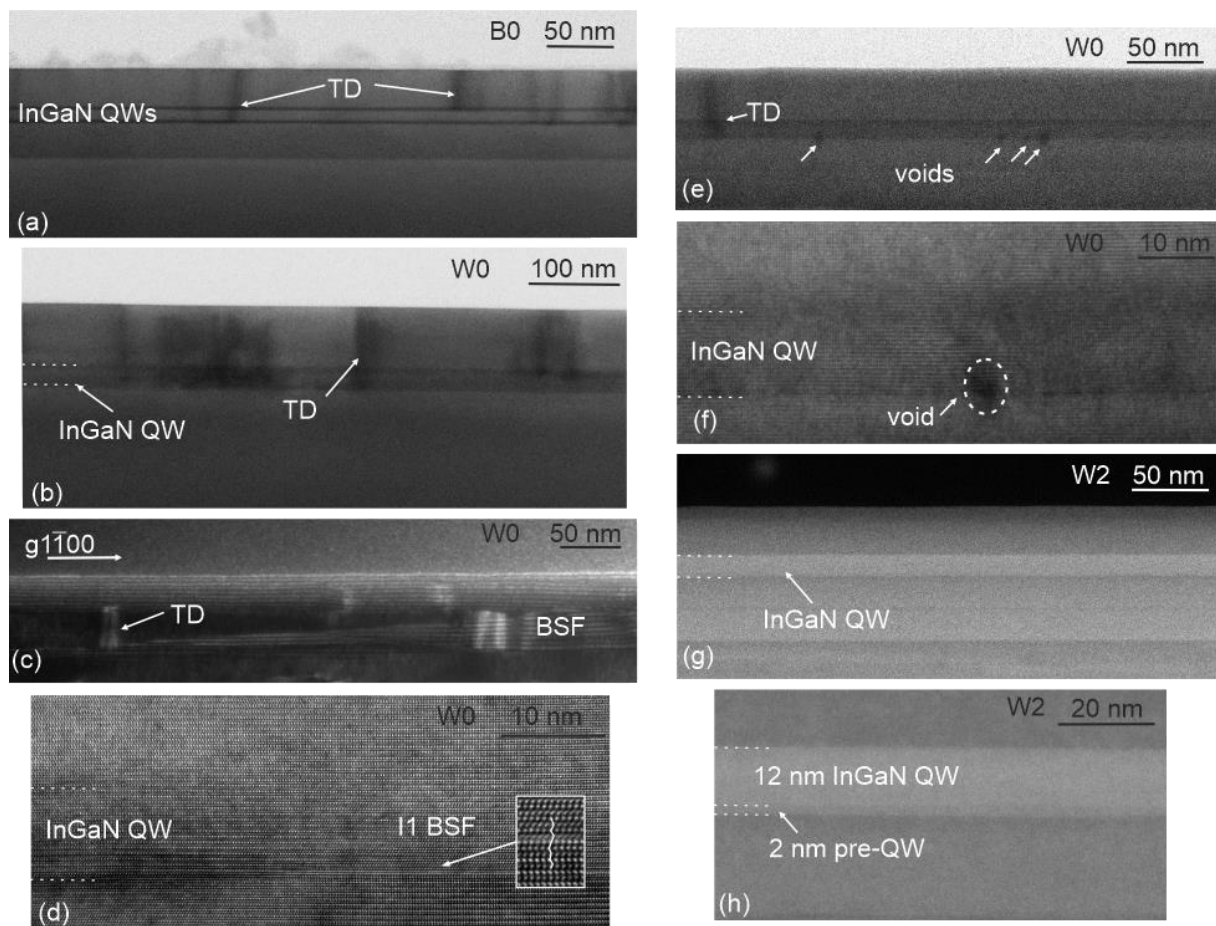 B0 50 nm
TD
InGaN QWs
(a)
W0 100 nm
TD
InGaN QW
(b)
g1̅100
W0 50 nm
TD
BSF
(c)
W0 10 nm
InGaN QW
I1 BSF
(d)
W0 50 nm
TD
voids
(e)
W0 10 nm
InGaN QW
void
(f)
W2 50 nm
InGaN QW
(g)
W2 20 nm
12 nm InGaN QW
2 nm pre-QW
(h)